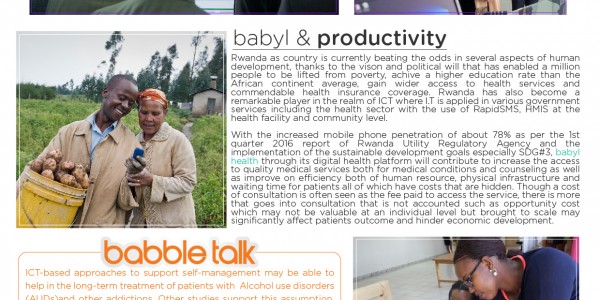 babyl & productivity
Rwanda as country is currently beating the odds in several aspects of human
development, thanks to the vison and political will that has enabled a million
people to be lifted from poverty, achive a higher education rate than the
African continent average, gain wider access to health services and
commendable health insurance coverage. Rwanda has also become a
remarkable player in the realm of ICT where I.T is applied in various government
services including the health sector with the use of RapidSMS, HMIS at the
health facility and community level.
With the increased mobile phone penetration of about 78% as per the 1st
quarter 2016 report of Rwanda Utility Regulatory Agency and the
implementation of the sustainable development goals especially SDG#3, babyl
health through its digital health platform will contribute to increase the access
to quality medical services both for medical conditions and counseling as well
as improve on efficiency both of human resource, physical infrastructure and
waiting time for patients all of which have costs that are hidden. Though a cost
of consultation is often seen as the fee paid to access the service, there is more
that goes into consultation that is not accounted such as opportunity cost
which may not be valuable at an individual level but brought to scale may
significantly affect patients outcome and hinder economic development.
babble talk
ICT-based approaches to support self-management may be able to
help in the long-term treatment of patients with Alcohol use disorders
(AUDs)and other addictions. Other studies support this assumption